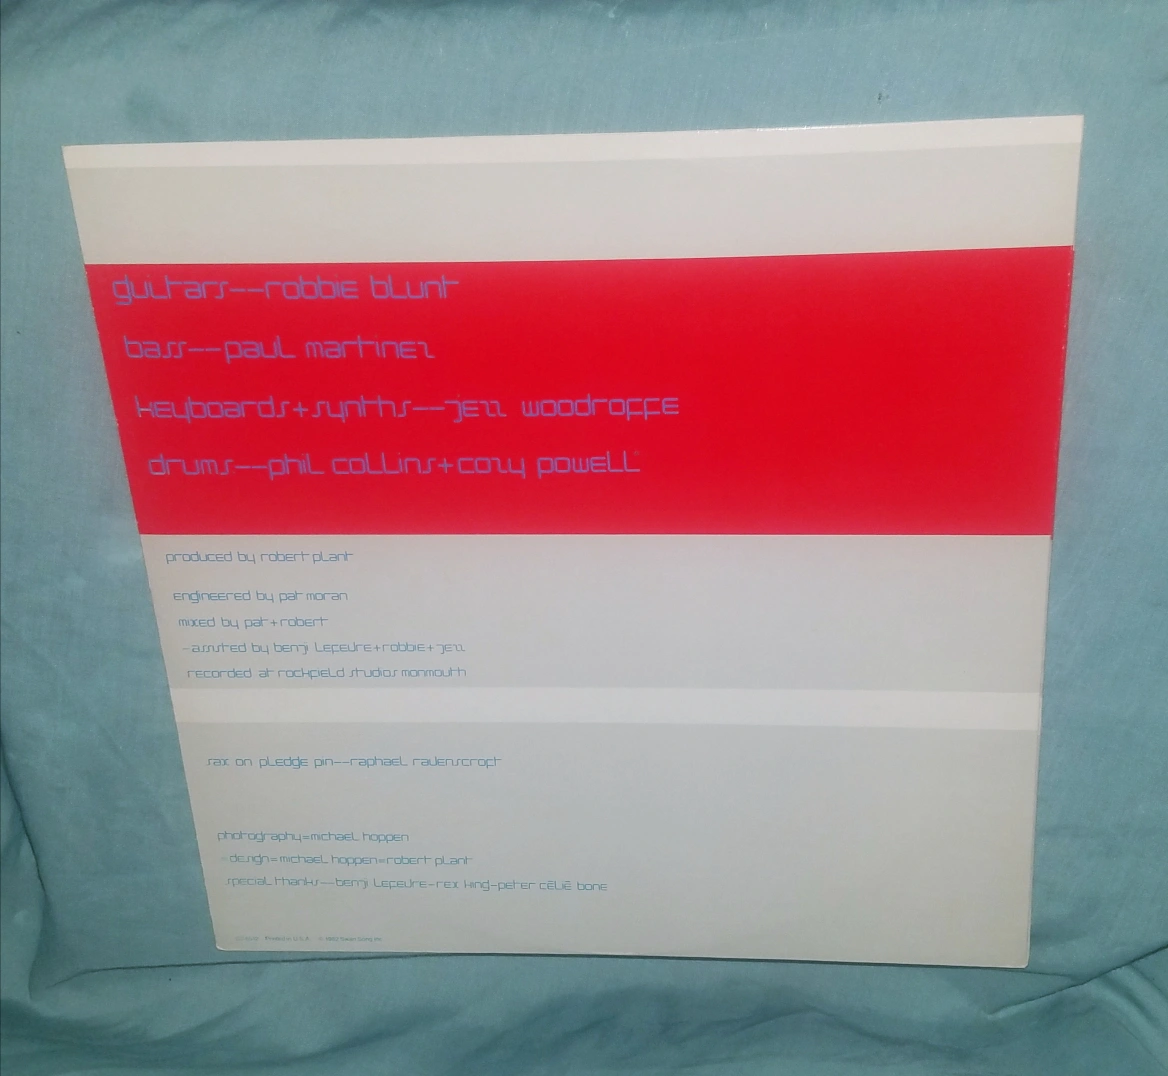 guitars--robbie blunt
bass--paul martinez
keyboards+synths--jezz woodroffe
drums--phil collins+cozy powell
produced by robert plant
engineered by pat moran
mixed by pat+robert
-assisted by benji lefevre+robbie+jezz
recorded at rockfield studios monmouth
sax on pledge pin--raphael ravenscroft
photography=michael hoppen
=design=michael hoppen=robert plant
special thanks--benji lefevre-rex king-peter célié bone
Printed in U.S.A.